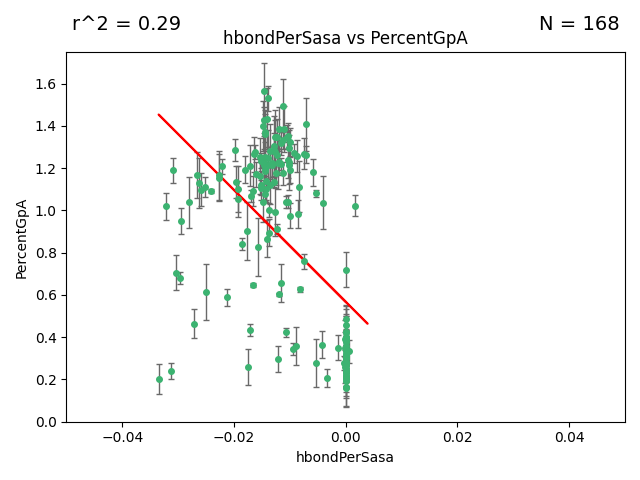 r^2 = 0.29
N = 168
hbondPerSasa vs PercentGpA
PercentGpA
1.6
1.4
1.2
1.0
0.8
0.6
0.4
0.2
0.0
−0.04
−0.02
0.00
0.02
0.04
hbondPerSasa